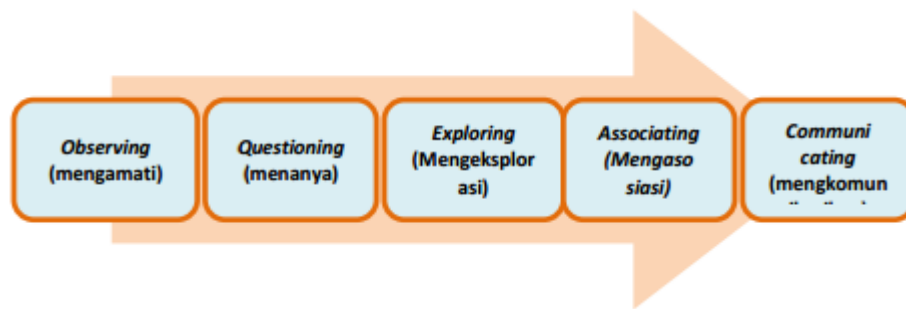 Observing
(mengamati)
Questioning
(menanya)
Exploring
(Mengeksplor
asi)
Associating
(Mengaso
siasi)
Communi
cating
(mengkomun